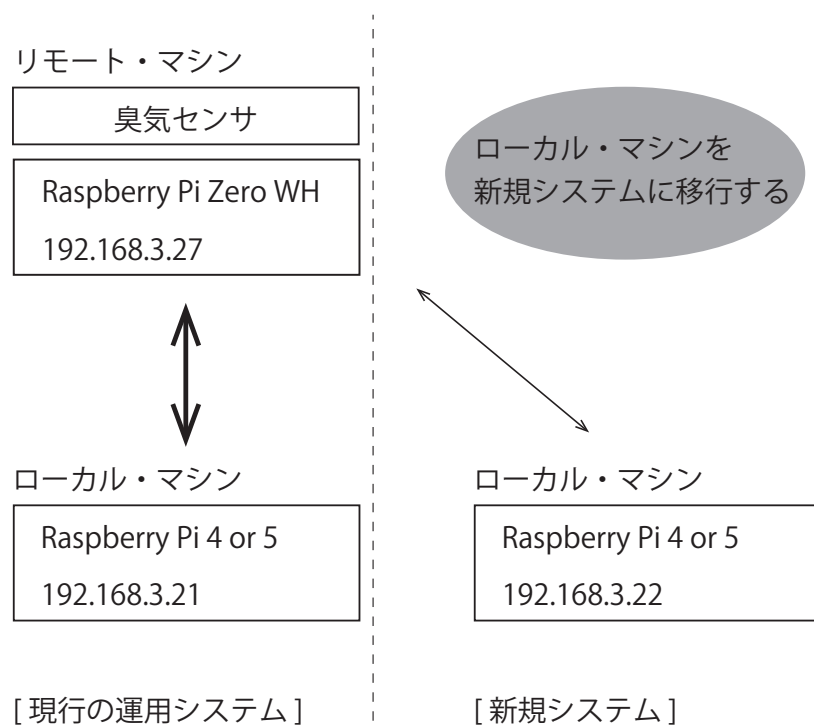 リモート・マシン
臭気センサ
Raspberry Pi Zero WH
192.168.3.27
ローカル・マシンを
新規システムに移行する
ローカル・マシン
Raspberry Pi 4 or 5
192.168.3.21
[ 現行の運用システム ]
ローカル・マシン
Raspberry Pi 4 or 5
192.168.3.22
[ 新規システム ]